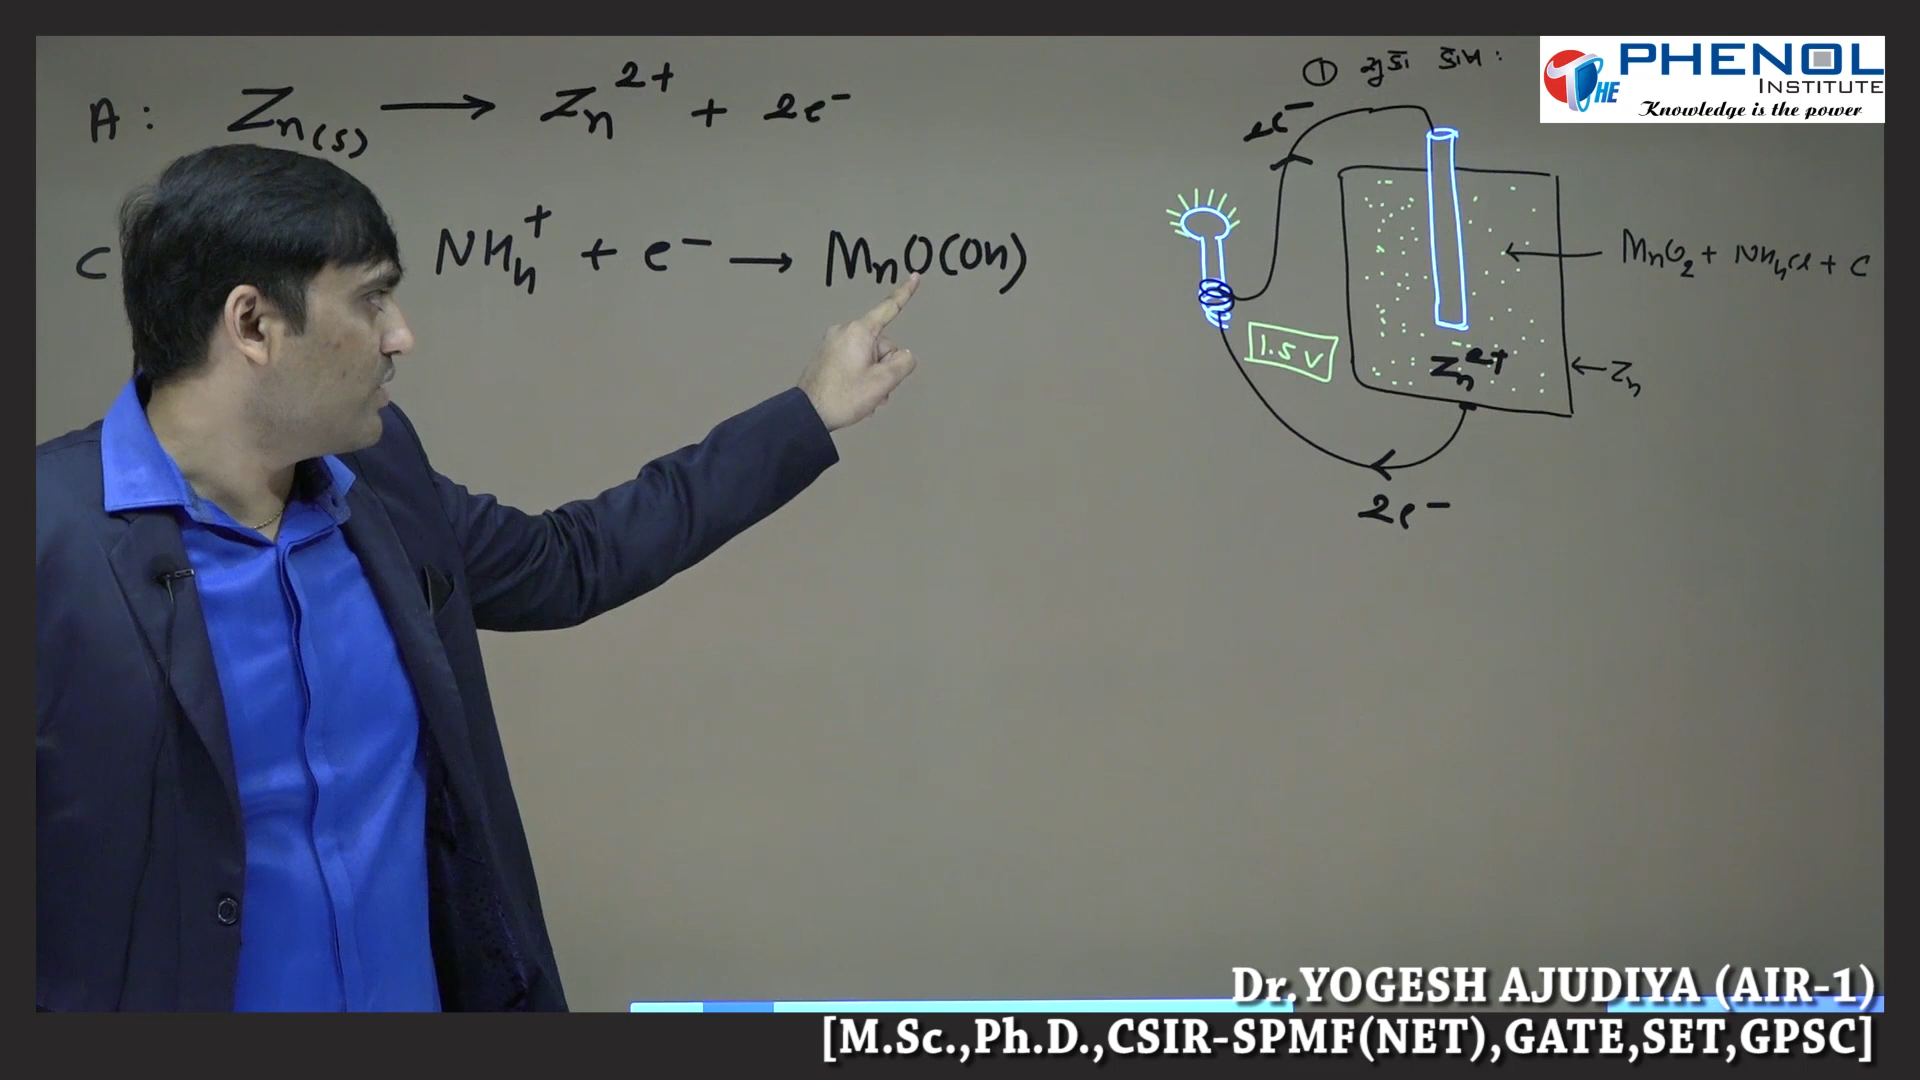 A : Zn(s) ⟶ Zn²⁺ + 2e⁻
C NH₄⁺ + e⁻ → MnO(OH)
① સુકો કોષ :
2e⁻
MnO₂ + NH₄Cl + C
1.5 V
Zn²⁺
← Zn
2e⁻
THE PHENOL
INSTITUTE
Knowledge is the power
Dr.YOGESH AJUDIYA (AIR-1)
[M.Sc.,Ph.D.,CSIR-SPMF(NET),GATE,SET,GPSC]